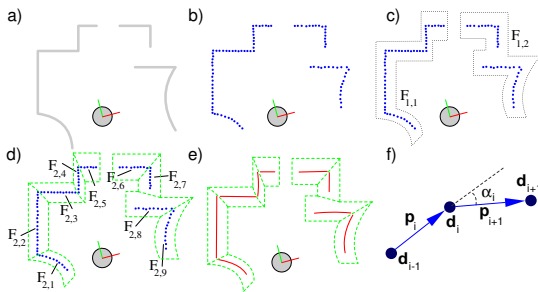 a)
b)
c)
F1,2
F1,1
d)
F2,4
F2,5
F2,3
F2,2
F2,1
F2,6
F2,7
F2,8
F2,9
e)
f)
αi
di+1
pi
di
pi+1
di-1